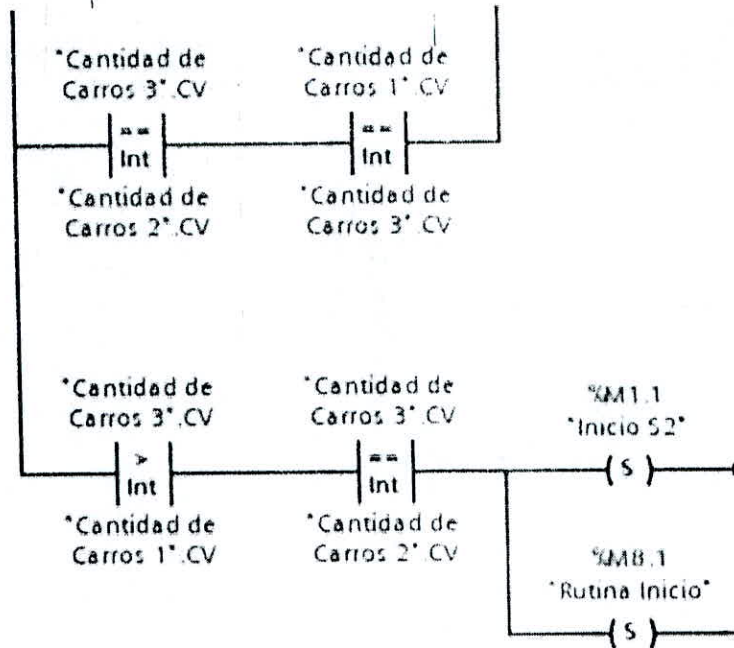 "Cantidad de
Carros 3".CV
==
Int
"Cantidad de
Carros 2".CV
"Cantidad de
Carros 1".CV
==
Int
"Cantidad de
Carros 3".CV
"Cantidad de
Carros 3".CV
>
Int
"Cantidad de
Carros 1".CV
"Cantidad de
Carros 3".CV
==
Int
"Cantidad de
Carros 2".CV
%M1.1
"Inicio S2"
( S )
%M8.1
"Rutina Inicio"
( S )